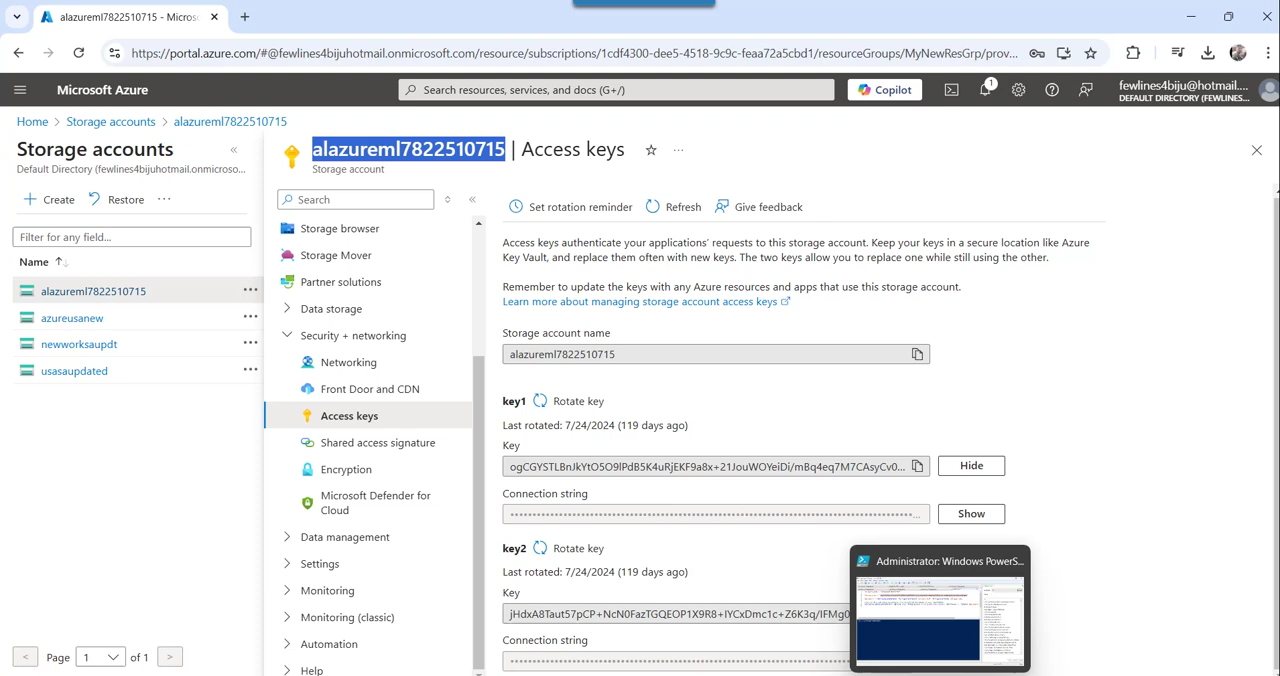 alazureml7822510715 - Micros
https://portal.azure.com/#@fewlines4bijuhotmail.onmicrosoft.com/resource/subscriptions/1cdf4300-dee5-4518-9c9c-feaa72a5cbd1/resourceGroups/MyNewResGrp/prov...
Microsoft Azure
Search resources, services, and docs (G+/)
Copilot
1
fewlines4biju@hotmail....
DEFAULT DIRECTORY (FEWLINES...
Home > Storage accounts > alazureml7822510715
Storage accounts
Default Directory (fewlines4bijuhotmail.onmicroso...
+ Create
Restore
Filter for any field...
Name
alazureml7822510715
azureusanew
newworksaupdt
usasaupdated
< Page 1 >
alazureml7822510715 | Access keys
Storage account
Search
Storage browser
Storage Mover
Partner solutions
Data storage
Security + networking
Networking
Front Door and CDN
Access keys
Shared access signature
Encryption
Microsoft Defender for
Cloud
Data management
Settings
Monitoring
Monitoring (classic)
Automation
Help
Set rotation reminder
Refresh
Give feedback
Access keys authenticate your applications' requests to this storage account. Keep your keys in a secure location like Azure
Key Vault, and replace them often with new keys. The two keys allow you to replace one while still using the other.
Remember to update the keys with any Azure resources and apps that use this storage account.
Learn more about managing storage account access keys
Storage account name
alazureml7822510715
key1
Rotate key
Last rotated: 7/24/2024 (119 days ago)
Key
Hide
Connection string
Show
key2
Rotate key
Last rotated: 7/24/2024 (119 days ago)
Key
Connection string
Administrator: Windows PowerS...